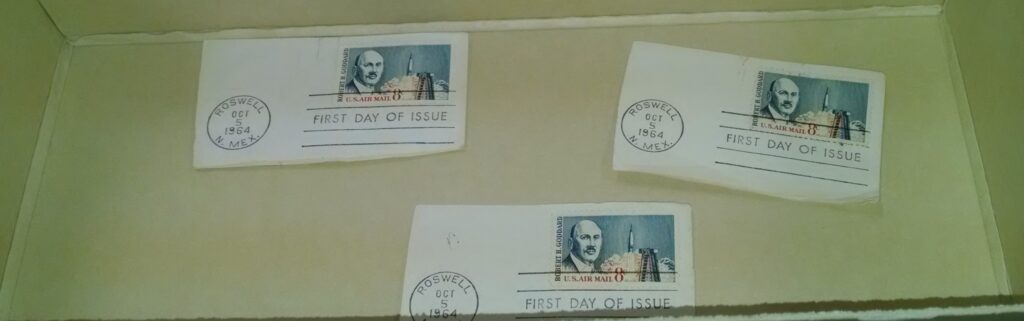 ROBERT H. GODDARD
U.S. AIR MAIL 8¢
ROSWELL
OCT
5
1964
N. MEX.
FIRST DAY OF ISSUE
ROBERT H. GODDARD
U.S. AIR MAIL 8¢
ROSWELL
OCT
5
1964
N. MEX.
FIRST DAY OF ISSUE
ROBERT H. GODDARD
U.S. AIR MAIL 8¢
ROSWELL
OCT
5
1964
FIRST DAY OF ISSUE